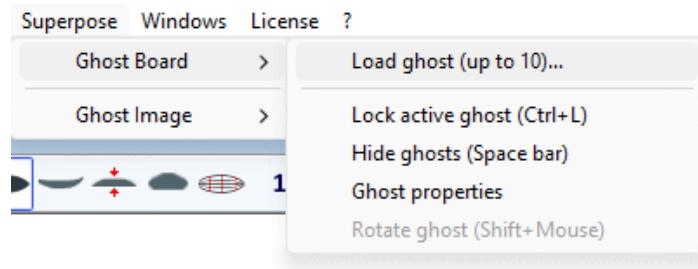 Superpose Windows License ?
Ghost Board >
Load ghost (up to 10)...
Ghost Image >
Lock active ghost (Ctrl+L)
Hide ghosts (Space bar)
Ghost properties
Rotate ghost (Shift+Mouse)
1